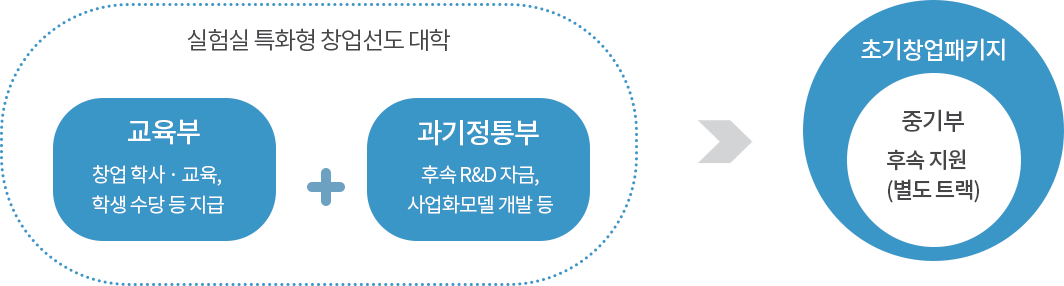 실험실 특화형 창업선도 대학
교육부
창업 학사 · 교육,
학생 수당 등 지급
과기정통부
후속 R&D 자금,
사업화모델 개발 등
초기창업패키지
중기부
후속 지원
(별도 트랙)